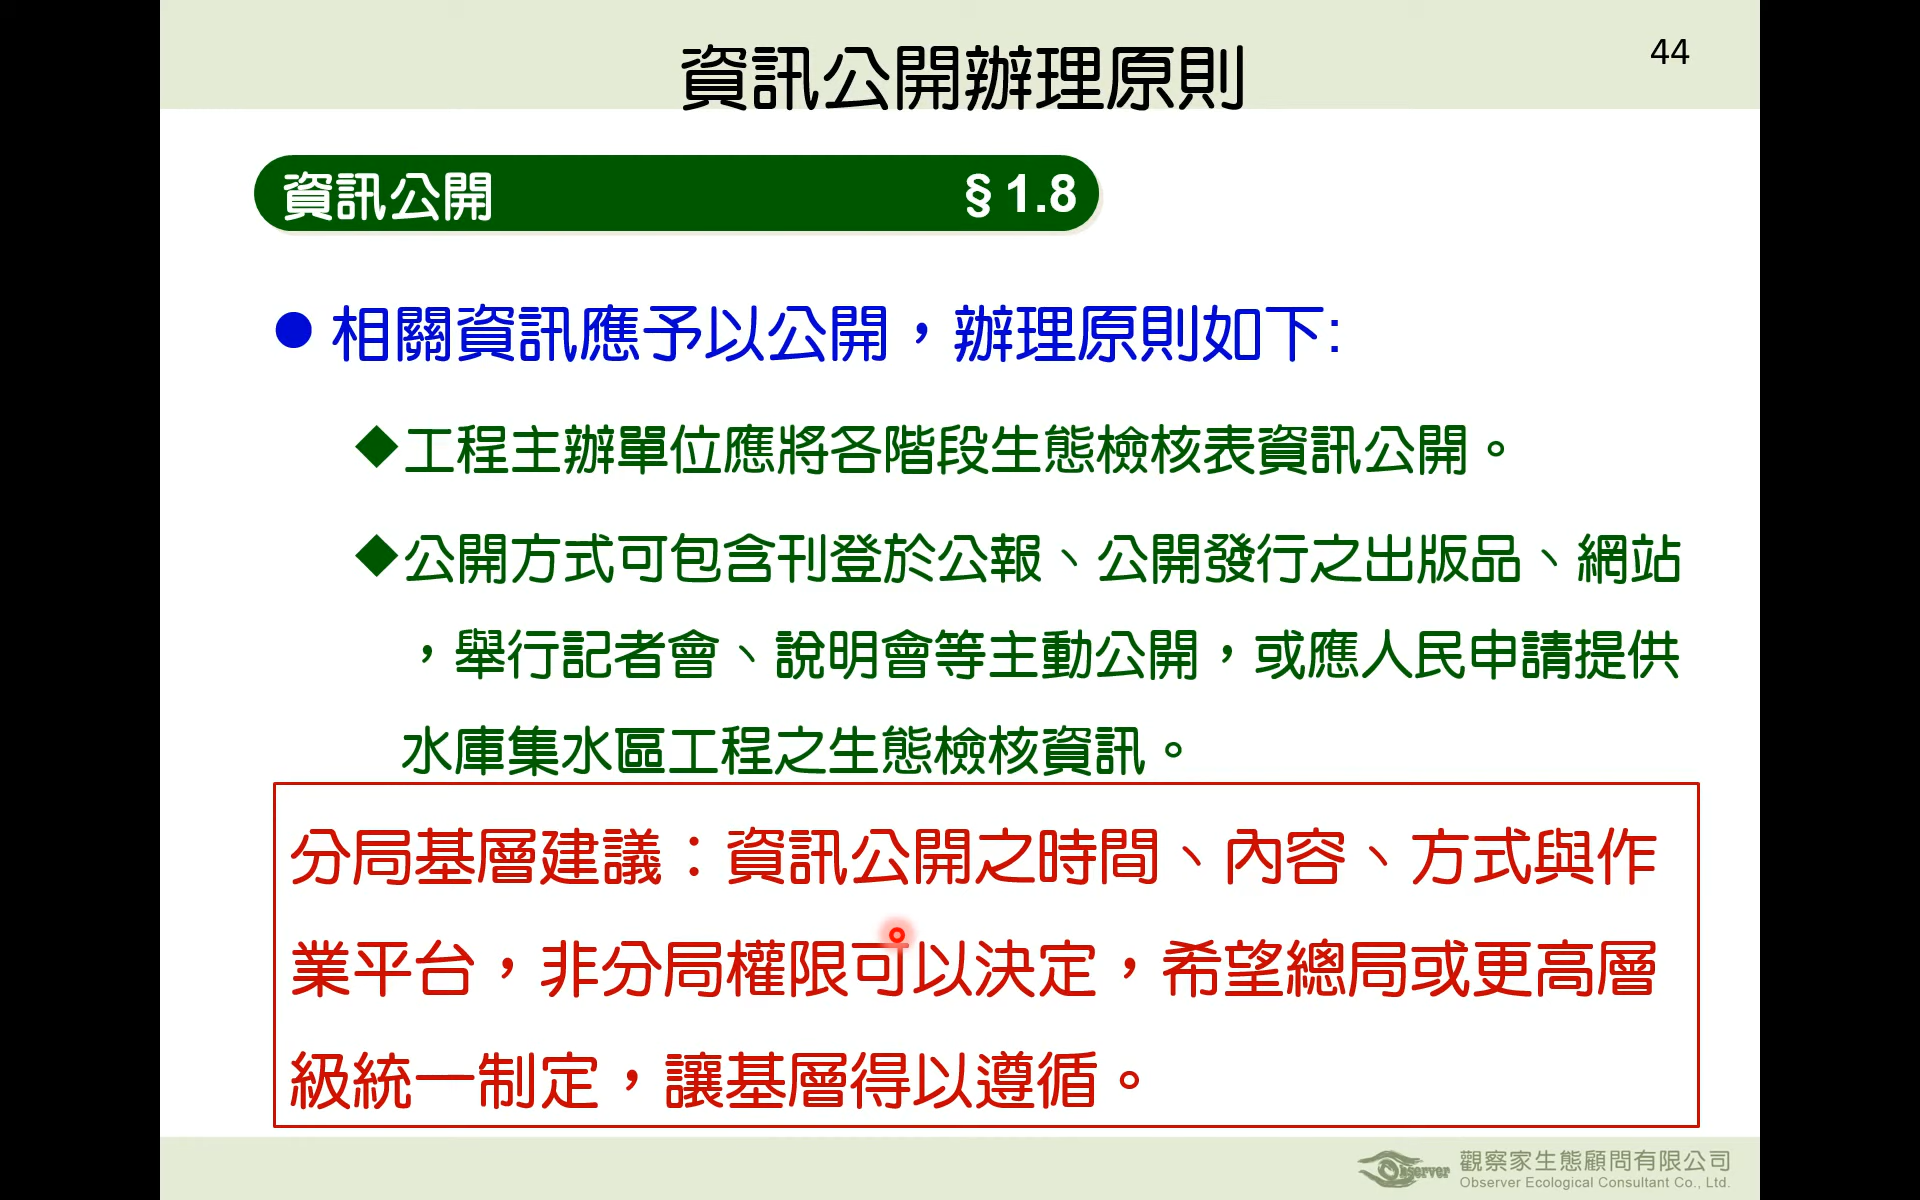 資訊公開辦理原則
44
資訊公開 §1.8
相關資訊應予以公開，辦理原則如下:
工程主辦單位應將各階段生態檢核表資訊公開。
公開方式可包含刊登於公報、公開發行之出版品、網站
，舉行記者會、說明會等主動公開，或應人民申請提供
水庫集水區工程之生態檢核資訊。
分局基層建議：資訊公開之時間、內容、方式與作
業平台，非分局權限可以決定，希望總局或更高層
級統一制定，讓基層得以遵循。
Observer
觀察家生態顧問有限公司
Observer Ecological Consultant Co., Ltd.